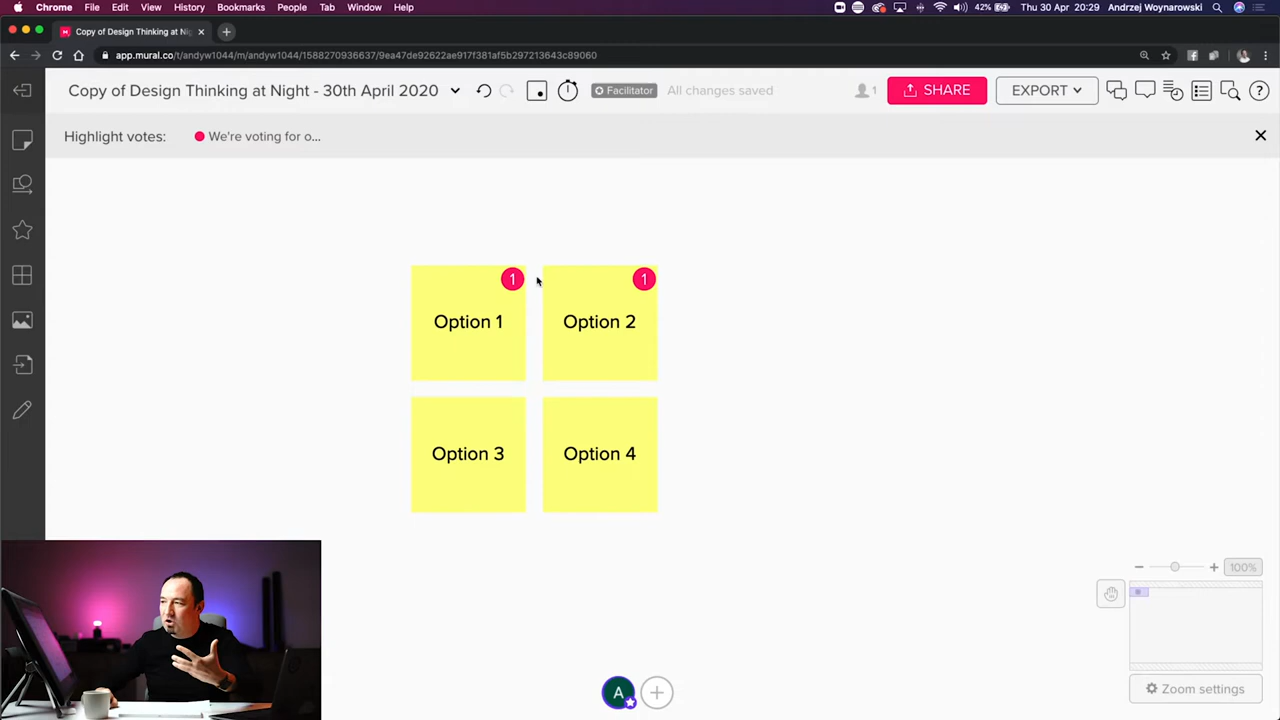 Chrome File Edit View History Bookmarks People Tab Window Help 42% Thu 30 Apr 20:29 Andrzej Woynarowski
Copy of Design Thinking at Ni
app.mural.co/t/andyw1044/m/andyw1044/1588270936637/9ea47de92622ae917f381af5b297213643c89060
Copy of Design Thinking at Night - 30th April 2020 Facilitator All changes saved 1 SHARE EXPORT ?
Highlight votes: We're voting for o...
1 1
Option 1 Option 2
Option 3 Option 4
100%
A
Zoom settings